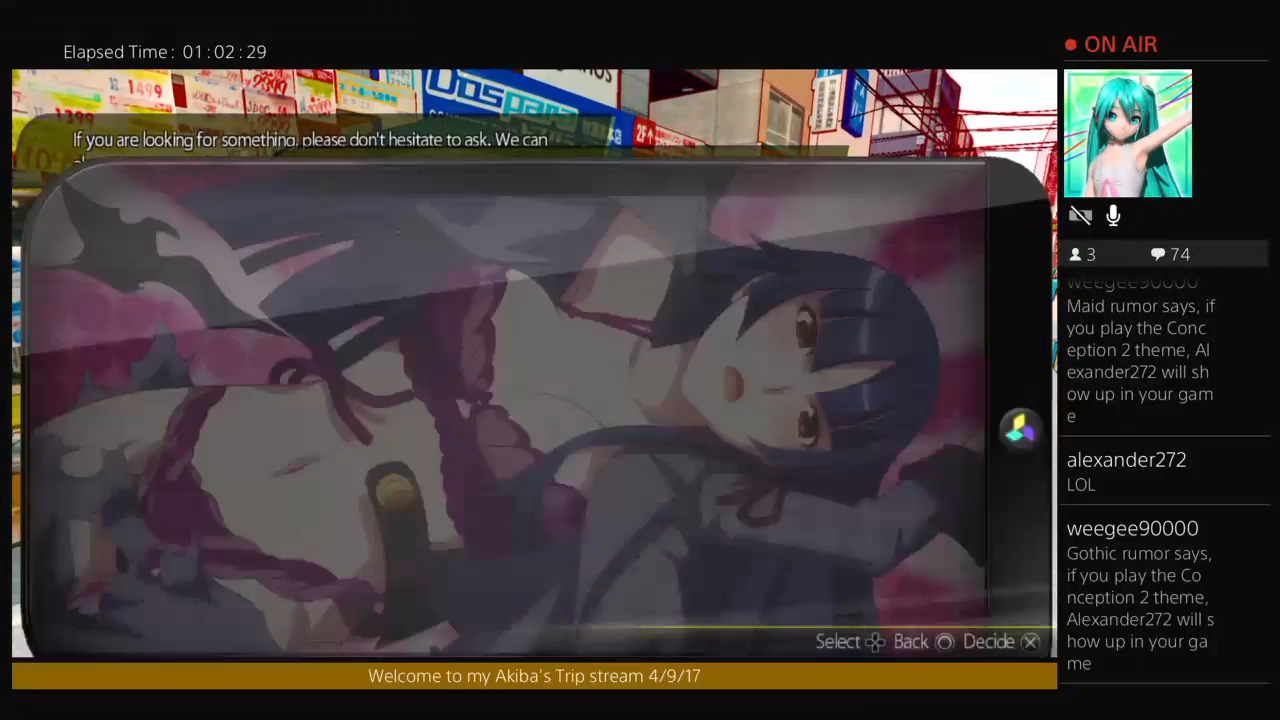 Elapsed Time: 01:02:29
ON AIR
1499
If you are looking for something, please don't hesitate to ask. We can
3
74
weegee90000
Maid rumor says, if
you play the Conc
eption 2 theme, Al
exander272 will sh
ow up in your gam
e
alexander272
LOL
weegee90000
Gothic rumor says,
if you play the Co
nception 2 theme,
Alexander272 will s
how up in your ga
me
Select Back Decide
Welcome to my Akiba's Trip stream 4/9/17